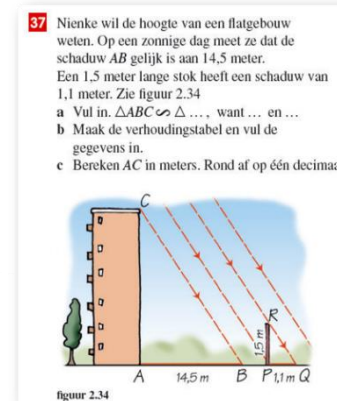 37 Nienke wil de hoogte van een flatgebouw
weten. Op een zonnige dag meet ze dat de
schaduw AB gelijk is aan 14,5 meter.
Een 1,5 meter lange stok heeft een schaduw van
1,1 meter. Zie figuur 2.34
a Vul in. △ABC ∽ △ ..., want ... en ...
b Maak de verhoudingstabel en vul de
gegevens in.
c Bereken AC in meters. Rond af op één decimaa
C
R
1,5 m
A 14,5 m B P 1,1 m Q
figuur 2.34